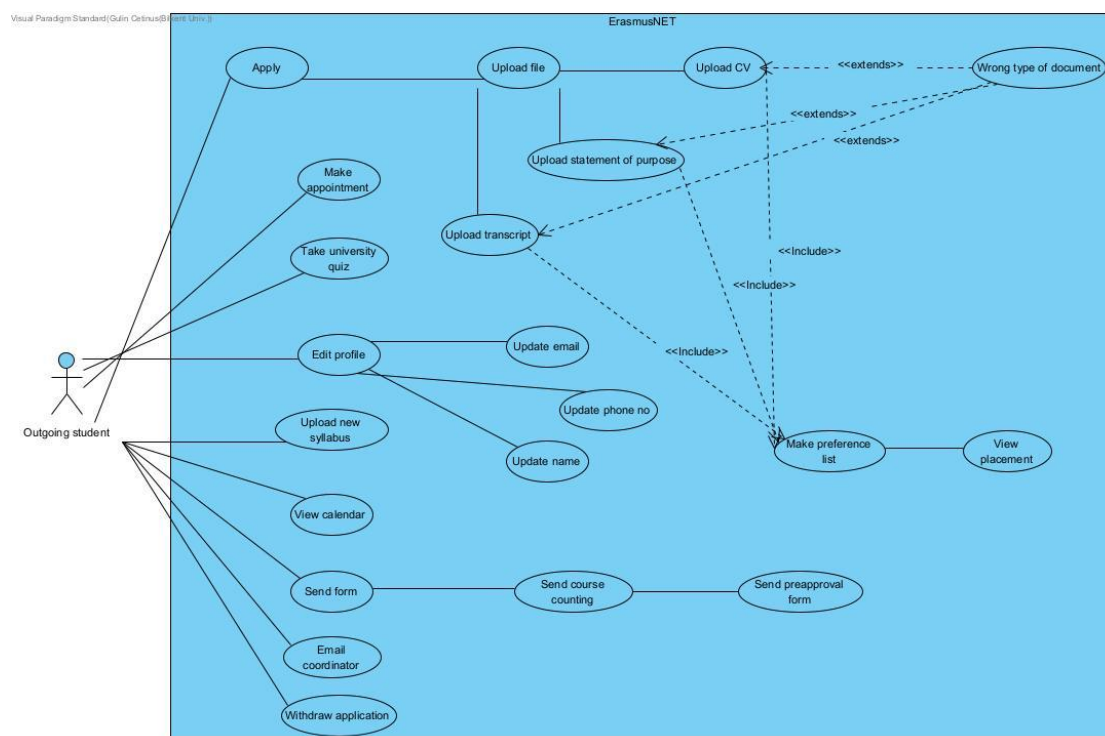 Visual Paradigm Standard(Gulin Cetinus(Bilkent Univ.))
ErasmusNET
Apply
Upload file
Upload CV
<<extends>>
Wrong type of document
<<extends>>
<<extends>>
Upload statement of purpose
Make
appointment
Upload transcript
Take university
quiz
<<Include>>
<<Include>>
<<Include>>
Edit profile
Update email
Update phone no
Outgoing student
Upload new
syllabus
Update name
Make preference
list
View
placement
View calendar
Send form
Send course
counting
Send preapproval
form
Email
coordinator
Withdraw application